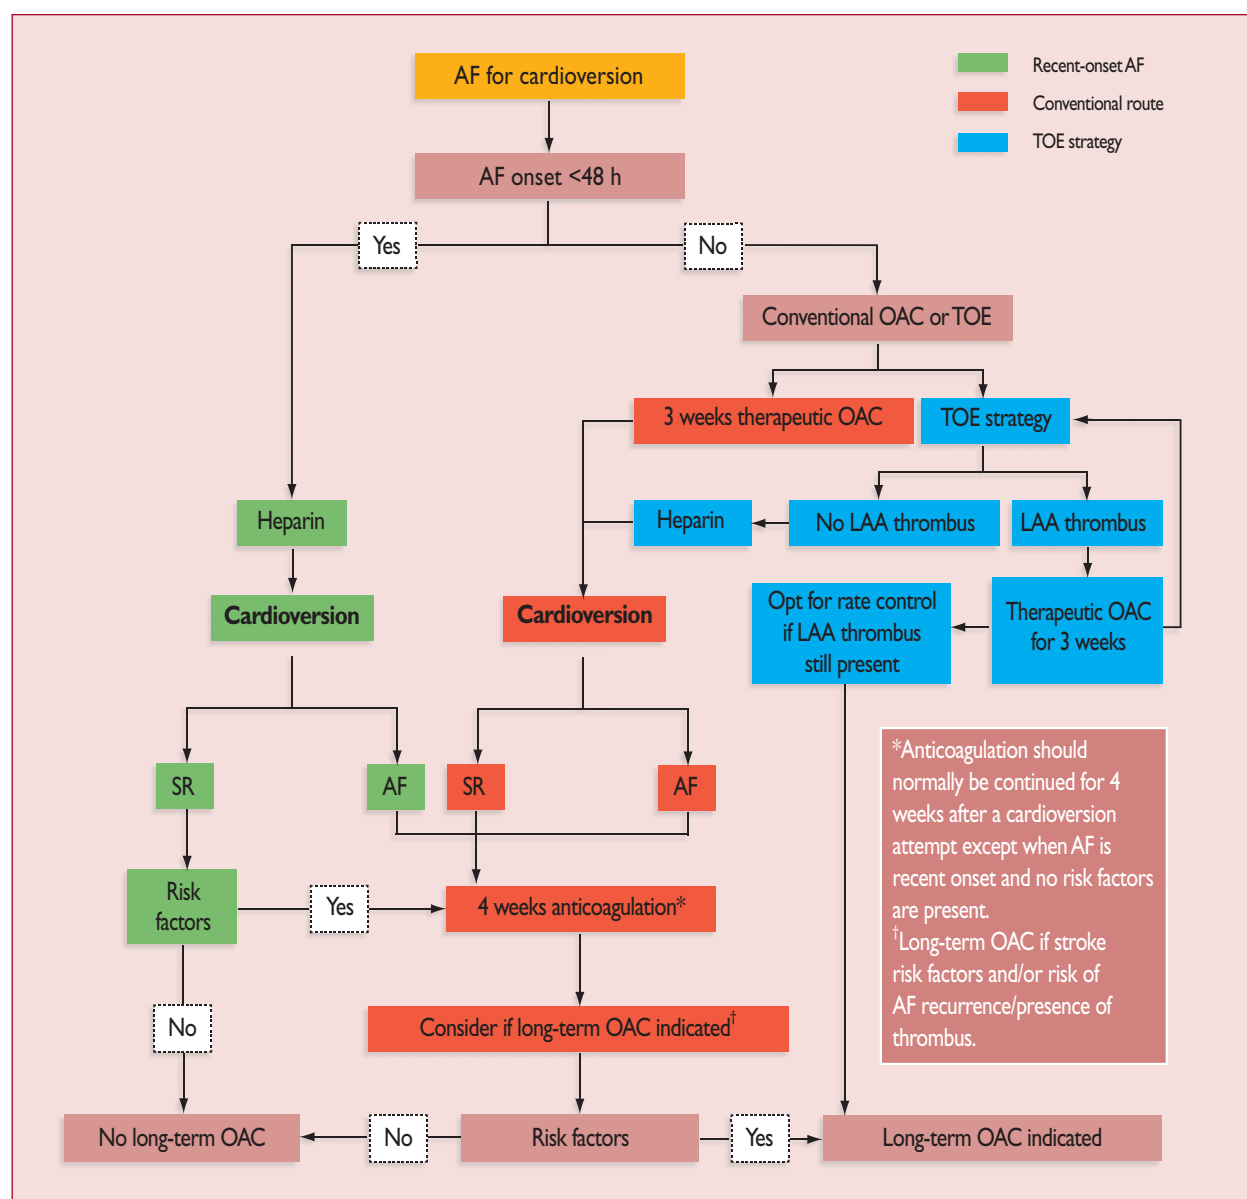 AF for cardioversion
Recent-onset AF
Conventional route
TOE strategy
AF onset <48 h
Yes
No
Conventional OAC or TOE
3 weeks therapeutic OAC
TOE strategy
Heparin
Heparin
No LAA thrombus
LAA thrombus
Cardioversion
Cardioversion
Opt for rate control
if LAA thrombus
still present
Therapeutic OAC
for 3 weeks
SR
AF
SR
AF
*Anticoagulation should
normally be continued for 4
weeks after a cardioversion
attempt except when AF is
recent onset and no risk factors
are present.
†Long-term OAC if stroke
risk factors and/or risk of
AF recurrence/presence of
thrombus.
Risk
factors
Yes
4 weeks anticoagulation*
No
Consider if long-term OAC indicated†
No long-term OAC
No
Risk factors
Yes
Long-term OAC indicated